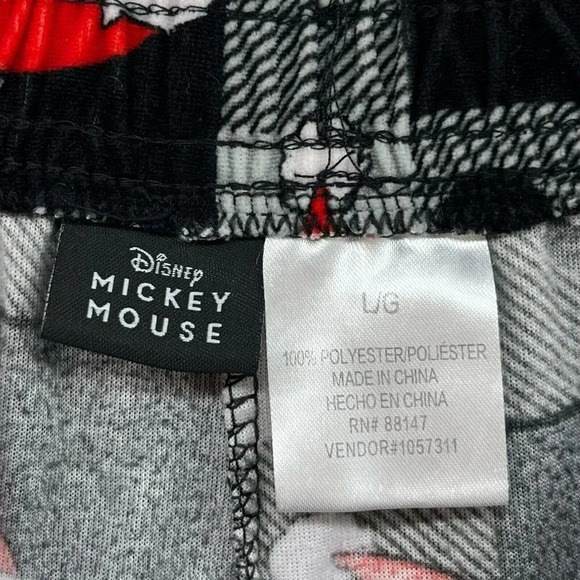 Disney
MICKEY
MOUSE
L/G
100% POLYESTER/POLIÉSTER
MADE IN CHINA
HECHO EN CHINA
RN# 88147
VENDOR#1057311